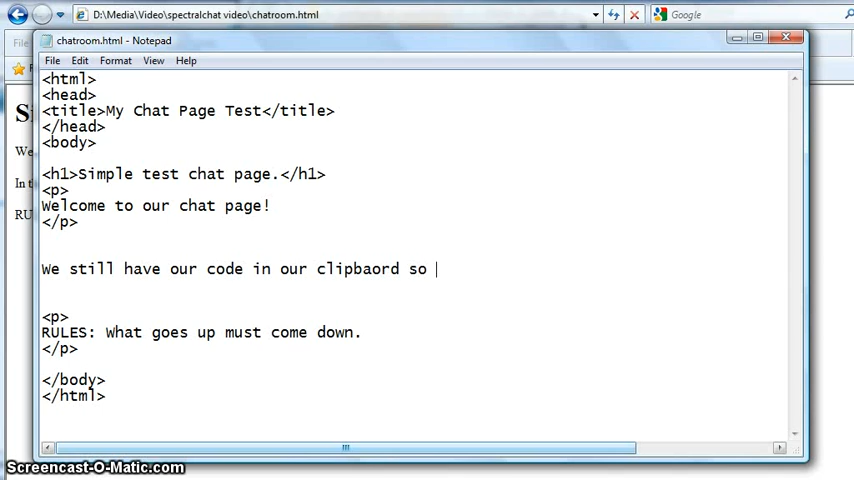 D:\Media\Video\spectralchat video\chatroom.html
Google
chatroom.html - Notepad
File Edit Format View Help
<html>
<head>
<title>My Chat Page Test</title>
</head>
<body>
<h1>Simple test chat page.</h1>
<p>
Welcome to our chat page!
</p>
We still have our code in our clipbaord so
<p>
RULES: What goes up must come down.
</p>
</body>
</html>
Screencast-O-Matic.com